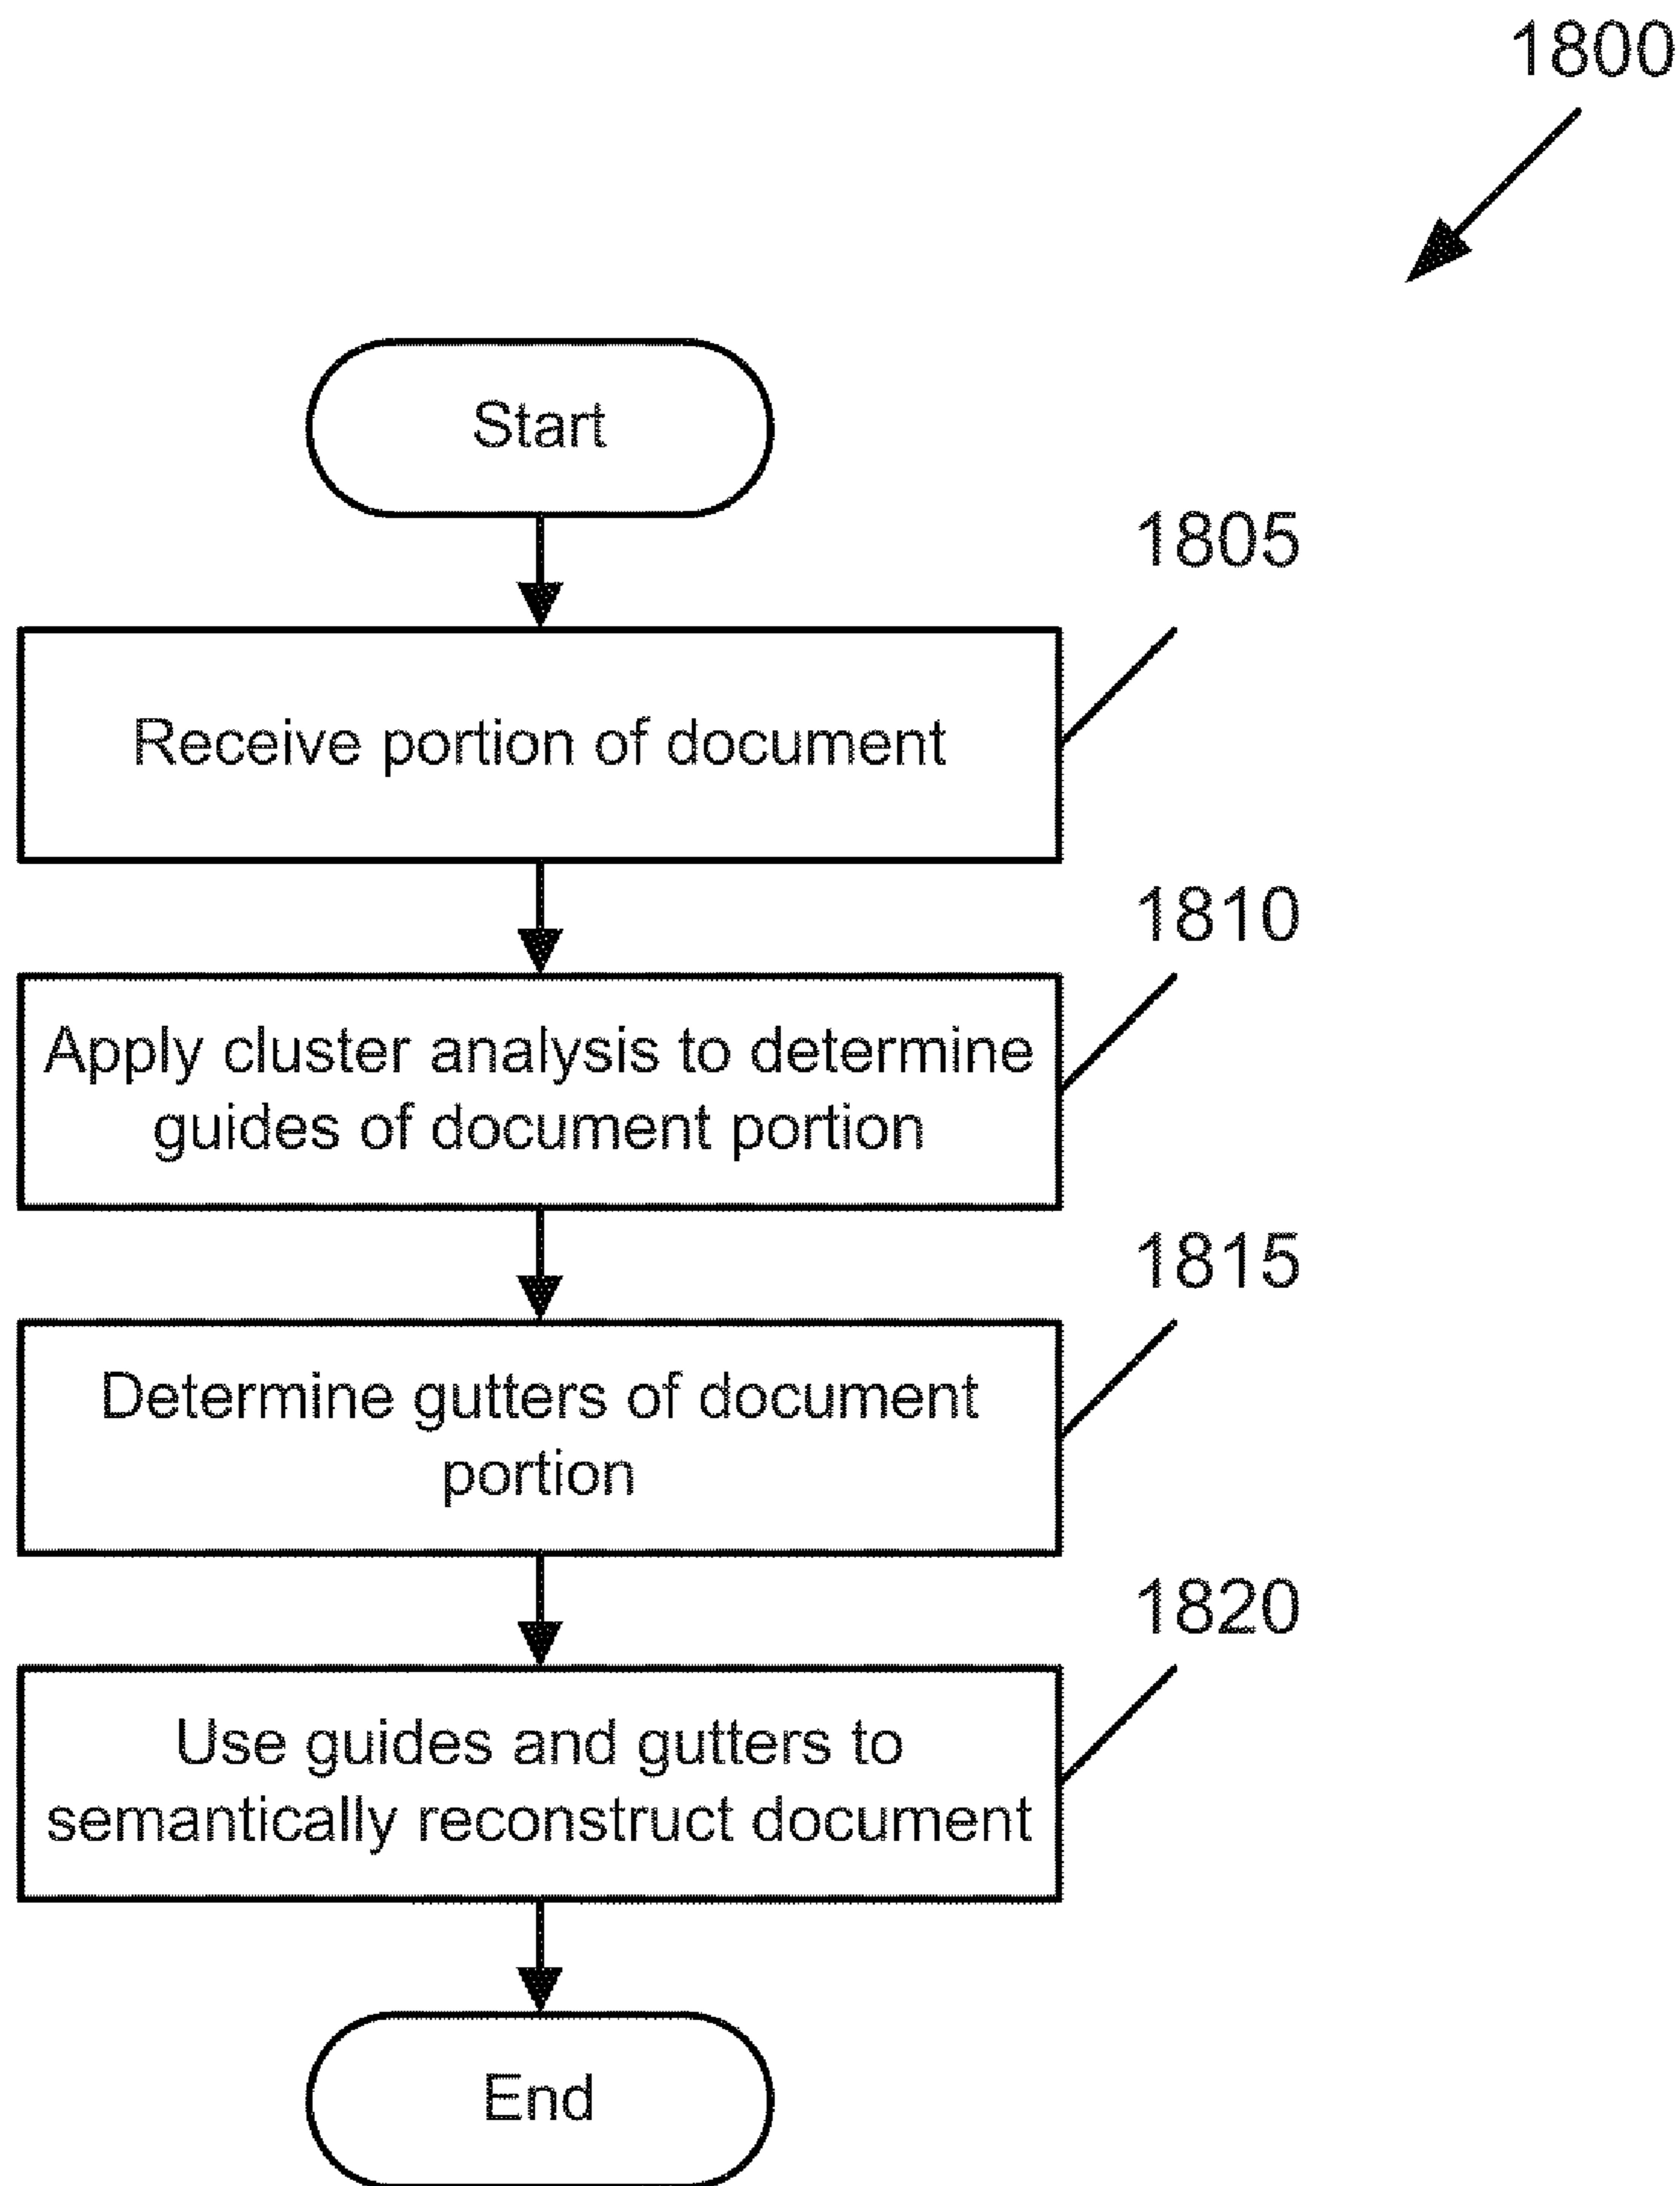 1800
Start
1805
Receive portion of document
1810
Apply cluster analysis to determine
guides of document portion
1815
Determine gutters of document
portion
1820
Use guides and gutters to
semantically reconstruct document
End